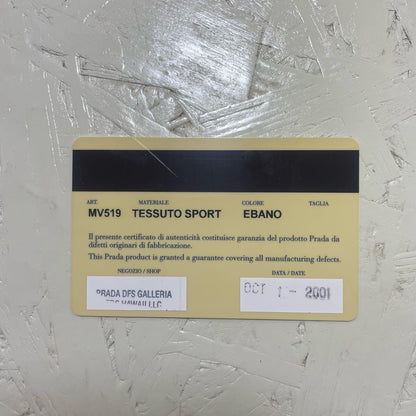 ART. MATERIALE COLORE TAGLIA
MV519 TESSUTO SPORT EBANO
Il presente certificato di autenticità costituisce garanzia del prodotto Prada da
difetti originari di fabbricazione.
This Prada product is granted a guarantee covering all manufacturing defects.
NEGOZIO / SHOP DATA / DATE
PRADA DFS GALLERIA OCT 1 - 2001
HAWAII LLC